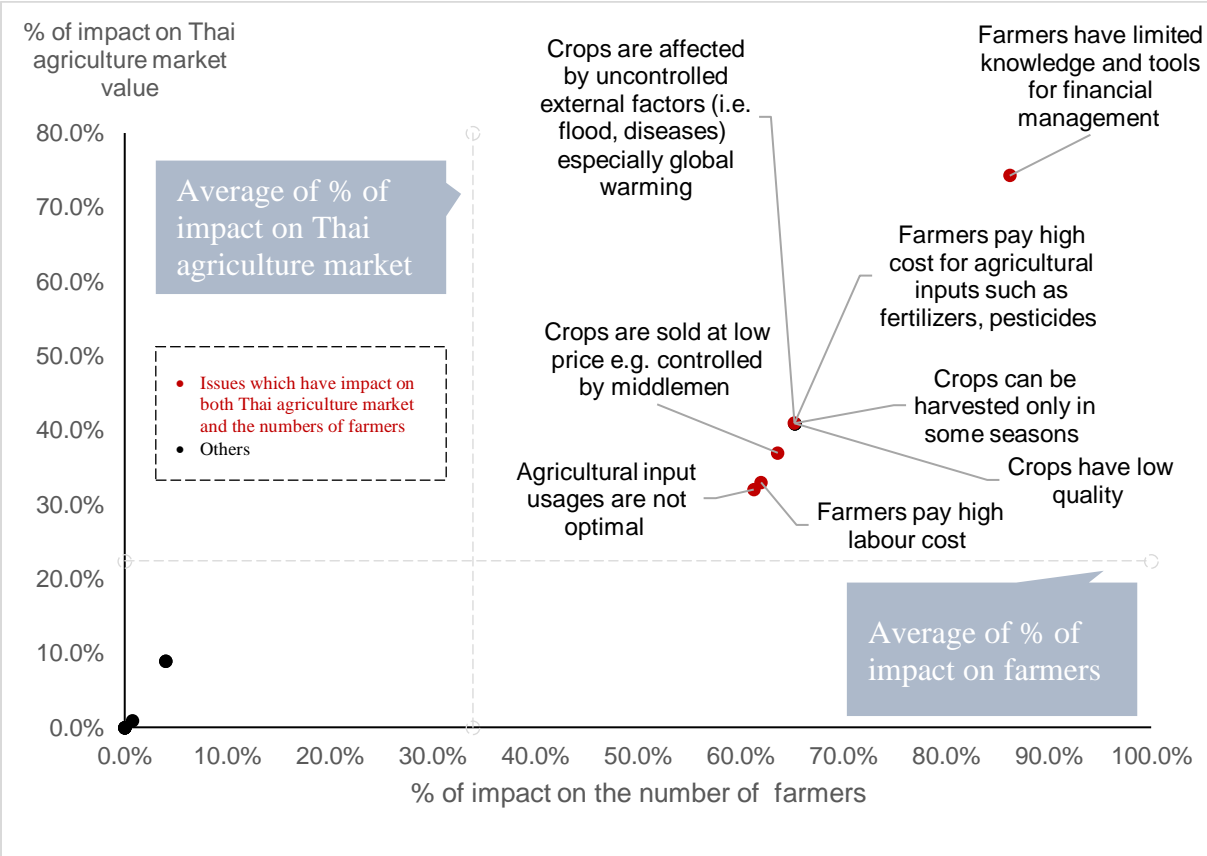 % of impact on Thai
agriculture market
value
Crops are affected
by uncontrolled
external factors (i.e.
flood, diseases)
especially global
warming
Farmers have limited
knowledge and tools
for financial
management
80.0%
70.0%
60.0%
50.0%
40.0%
30.0%
20.0%
10.0%
0.0%
Average of % of
impact on Thai
agriculture market
Farmers pay high
cost for agricultural
inputs such as
fertilizers, pesticides
Crops are sold at low
price e.g. controlled
by middlemen
• Issues which have impact on
both Thai agriculture market
and the numbers of farmers
• Others
Crops can be
harvested only in
some seasons
Crops have low
quality
Agricultural input
usages are not
optimal
Farmers pay high
labour cost
Average of % of
impact on farmers
0.0% 10.0% 20.0% 30.0% 40.0% 50.0% 60.0% 70.0% 80.0% 90.0% 100.0%
% of impact on the number of farmers